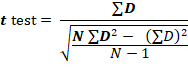 t test = ∑D
N ∑D² − (∑D)²
N − 1